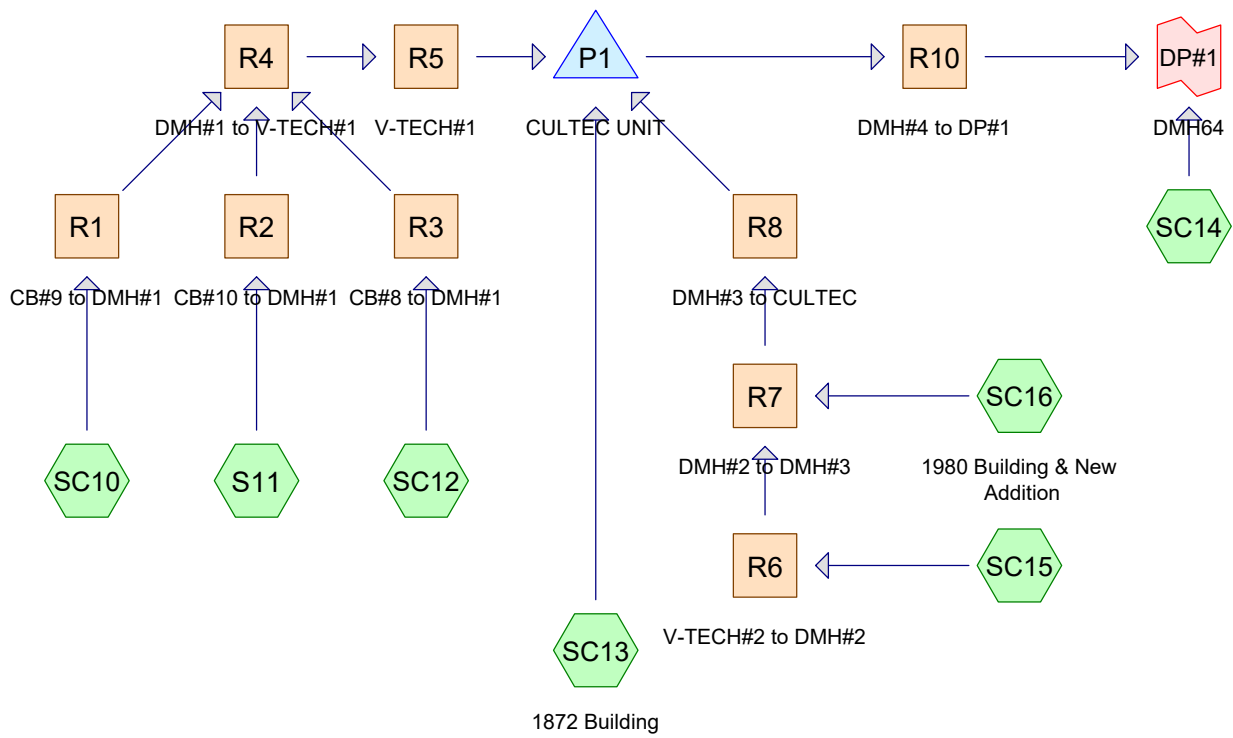 R4
R5
P1
R10
DP#1
DMH#1 to V-TECH#1
V-TECH#1
CULTEC UNIT
DMH#4 to DP#1
DMH64
R1
R2
R3
R8
SC14
CB#9 to DMH#1
CB#10 to DMH#1
CB#8 to DMH#1
DMH#3 to CULTEC
R7
SC16
DMH#2 to DMH#3
1980 Building & New
Addition
SC10
S11
SC12
R6
SC15
V-TECH#2 to DMH#2
SC13
1872 Building